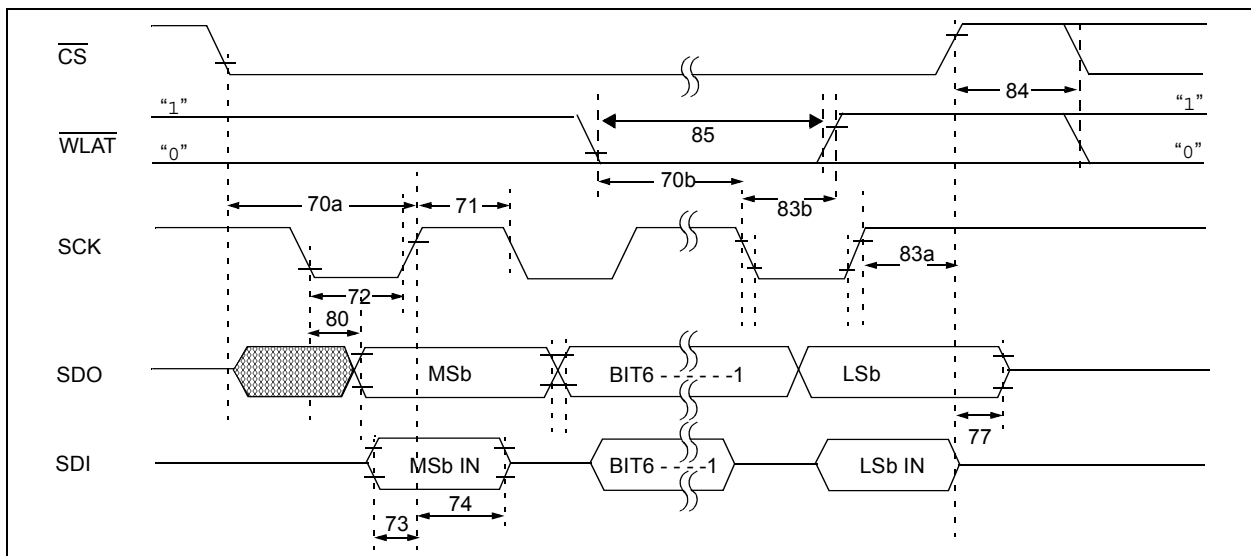 CS
84
“1”
“1”
85
WLAT
“0”
“0”
70b
70a
71
83b
SCK
83a
72
80
SDO
MSb
BIT6 - - - - - -1
LSb
77
SDI
MSb IN
BIT6 - - - - -1
LSb IN
74
73